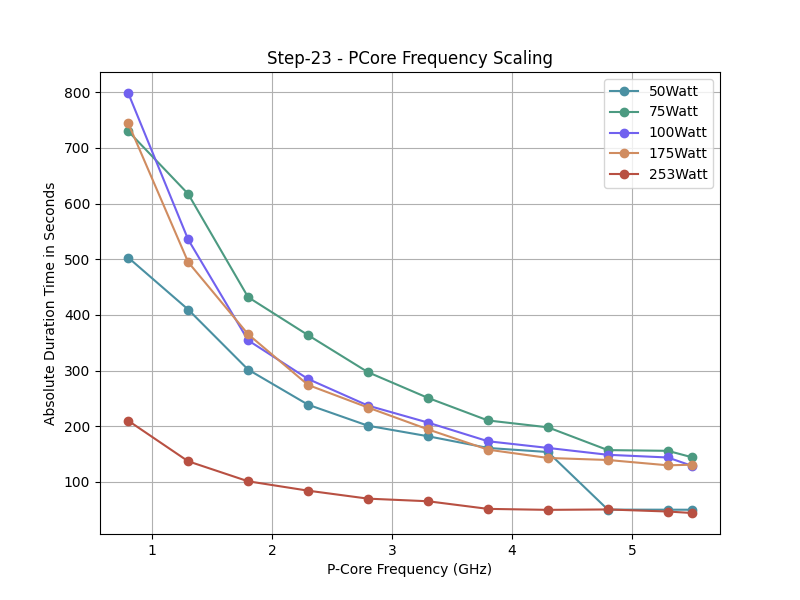 Step-23 - PCore Frequency Scaling
50Watt
75Watt
100Watt
175Watt
253Watt
Absolute Duration Time in Seconds
800
700
600
500
400
300
200
100
1 2 3 4 5
P-Core Frequency (GHz)